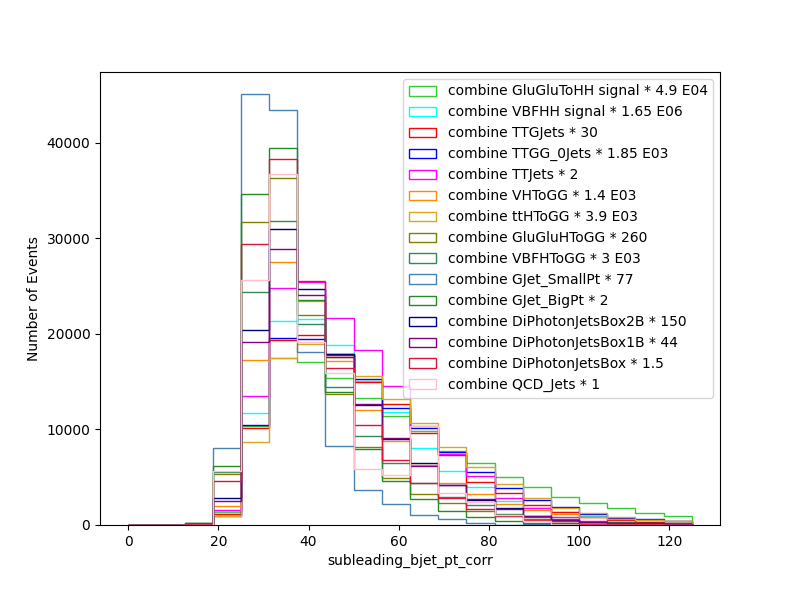 combine GluGluToHH signal * 4.9 E04
combine VBFHH signal * 1.65 E06
combine TTGJets * 30
combine TTGG_0Jets * 1.85 E03
combine TTJets * 2
combine VHToGG * 1.4 E03
combine ttHToGG * 3.9 E03
combine GluGluHToGG * 260
combine VBFHToGG * 3 E03
combine GJet_SmallPt * 77
combine GJet_BigPt * 2
combine DiPhotonJetsBox2B * 150
combine DiPhotonJetsBox1B * 44
combine DiPhotonJetsBox * 1.5
combine QCD_Jets * 1
Number of Events
40000
30000
20000
10000
0
0 20 40 60 80 100 120
subleading_bjet_pt_corr